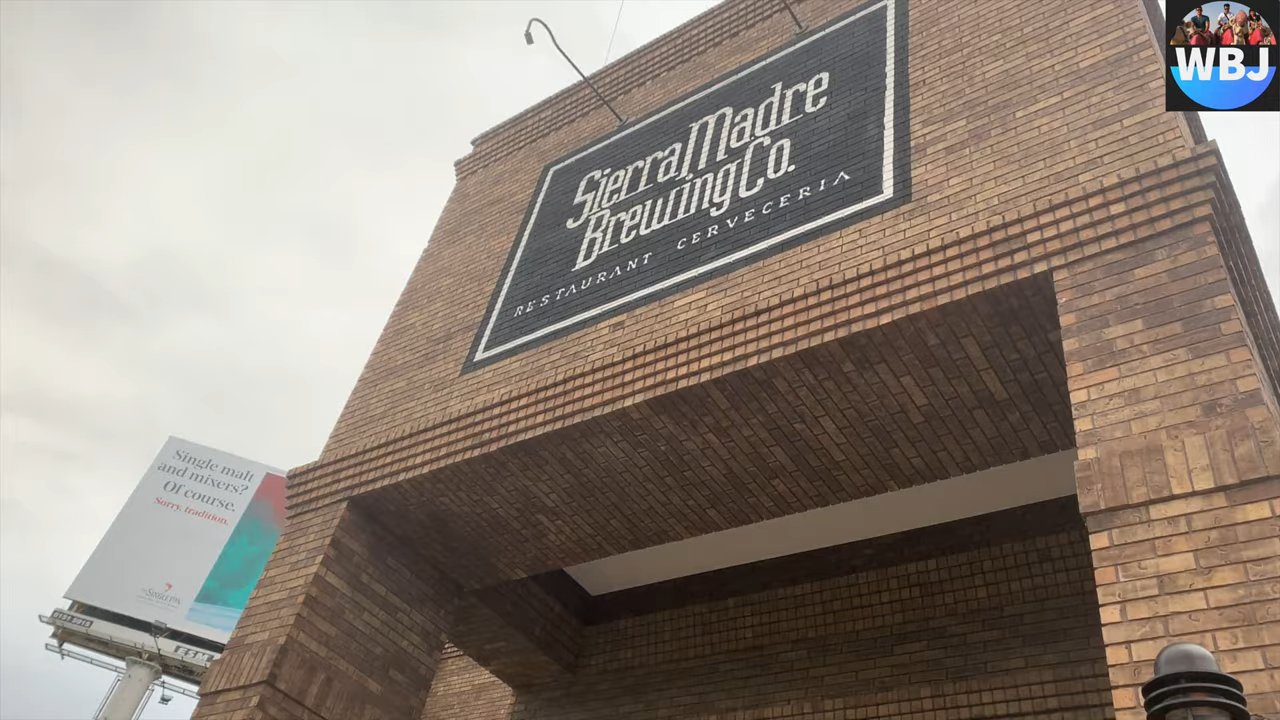 WBJ
Sierra Madre
Brewing Co.
RESTAURANT CERVECERIA
Single malt
and mixers?
Of course.
Sorry, tradition.